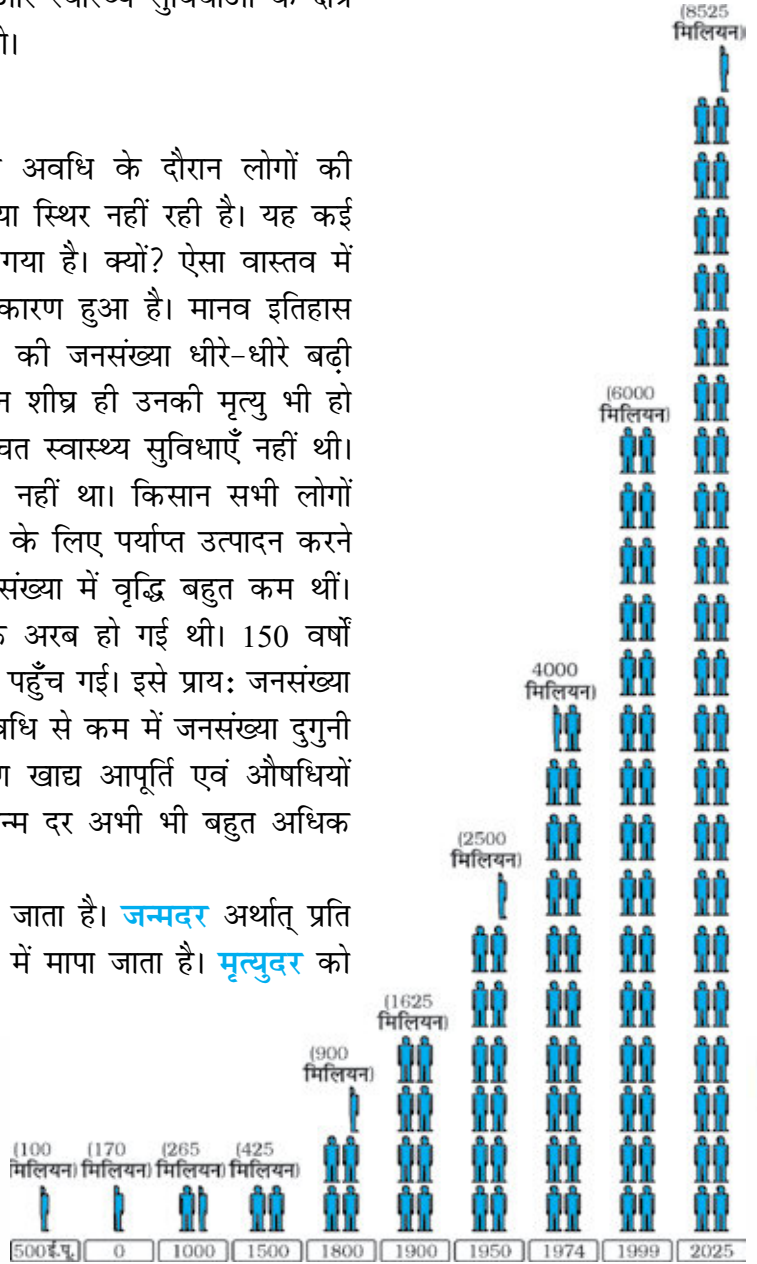 ो।
अवधि के दौरान लोगों की
या स्थिर नहीं रही है। यह कई
गया है। क्यों? ऐसा वास्तव में
कारण हुआ है। मानव इतिहास
की जनसंख्या धीरे-धीरे बढ़ी
न शीघ्र ही उनकी मृत्यु भी हो
चत स्वास्थ्य सुविधाएँ नहीं थी।
नहीं था। किसान सभी लोगों
के लिए पर्याप्त उत्पादन करने
संख्या में वृद्धि बहुत कम थीं।
अरब हो गई थी। 150 वर्षों
पहुँच गई। इसे प्राय: जनसंख्या
वधि से कम में जनसंख्या दुगुनी
ण खाद्य आपूर्ति एवं औषधियों
न्म दर अभी भी बहुत अधिक
जाता है। जन्मदर अर्थात् प्रति
में मापा जाता है। मृत्युदर को
(8525
मिलियन)
(6000
मिलियन)
4000
मिलियन)
(2500
मिलियन)
(1625
मिलियन)
(900
मिलियन)
(100 (170 (265 (425
मिलियन) मिलियन) मिलियन) मिलियन)
500ई.पू. 0 1000 1500 1800 1900 1950 1974 1999 2025